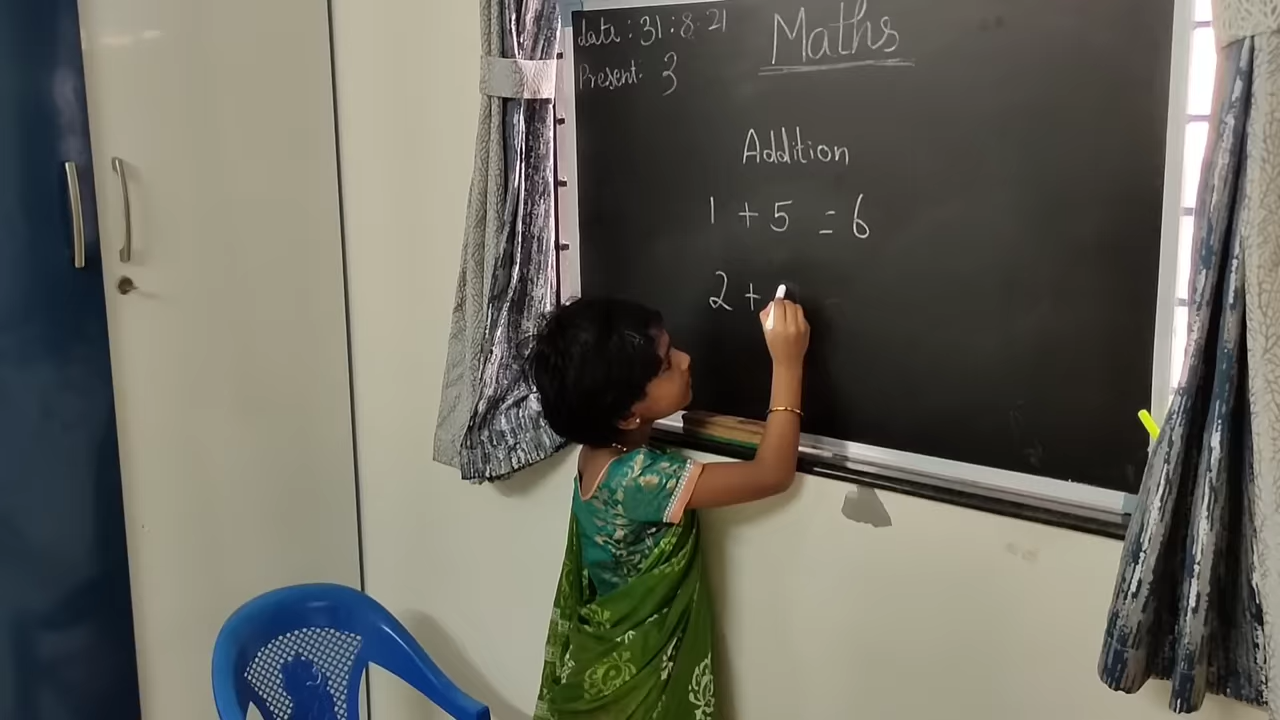 date: 31:8:21
Maths
Present: 3
Addition
1 + 5 = 6
2 +